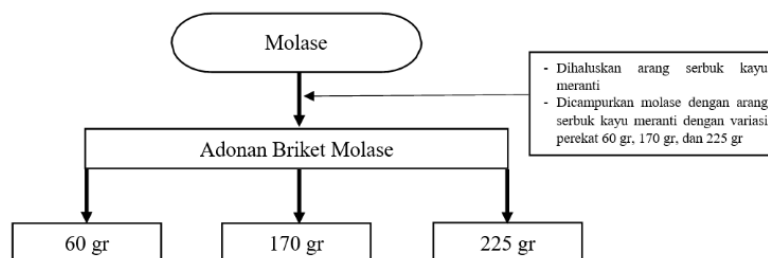 Molase
- Dihaluskan arang serbuk kayu
meranti
- Dicampurkan molase dengan arang
serbuk kayu meranti dengan variasi
perekat 60 gr, 170 gr, dan 225 gr
Adonan Briket Molase
60 gr
170 gr
225 gr